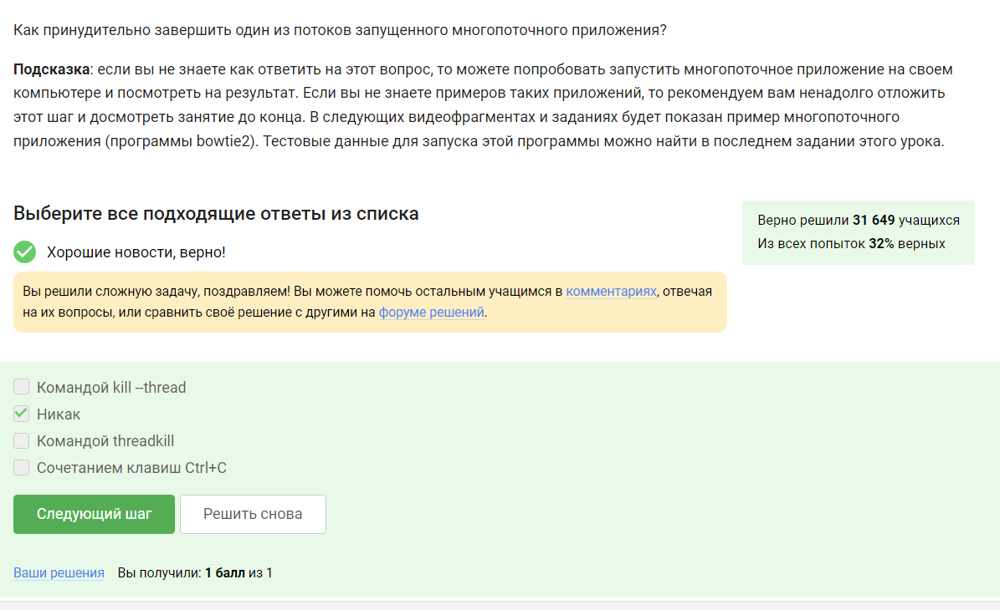 Как принудительно завершить один из потоков запущенного многопоточного приложения?
Подсказка: если вы не знаете как ответить на этот вопрос, то можете попробовать запустить многопоточное приложение на своем
компьютере и посмотреть на результат. Если вы не знаете примеров таких приложений, то рекомендуем вам ненадолго отложить
этот шаг и досмотреть занятие до конца. В следующих видеофрагментах и заданиях будет показан пример многопоточного
приложения (программы bowtie2). Тестовые данные для запуска этой программы можно найти в последнем задании этого урока.
Выберите все подходящие ответы из списка
Верно решили 31 649 учащихся
Из всех попыток 32% верных
Хорошие новости, верно!
Вы решили сложную задачу, поздравляем! Вы можете помочь остальным учащимся в комментариях, отвечая
на их вопросы, или сравнить своё решение с другими на форуме решений.
Командой kill --thread
Никак
Командой threadkill
Сочетанием клавиш Ctrl+C
Следующий шаг
Решить снова
Ваши решения Вы получили: 1 балл из 1